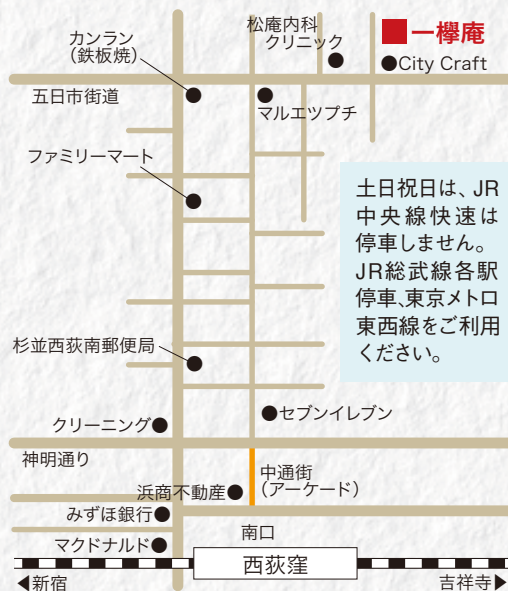 松庵内科
クリニック
■一欅庵
カンラン
（鉄板焼）
●City Craft
五日市街道
マルエツプチ
ファミリーマート
土日祝日は、JR
中央線快速は
停車しません。
JR総武線各駅
停車、東京メトロ
東西線をご利用
ください。
杉並西荻南郵便局
セブンイレブン
クリーニング
神明通り
中通街
（アーケード）
浜商不動産
みずほ銀行
南口
マクドナルド
西荻窪
◀新宿
吉祥寺▶